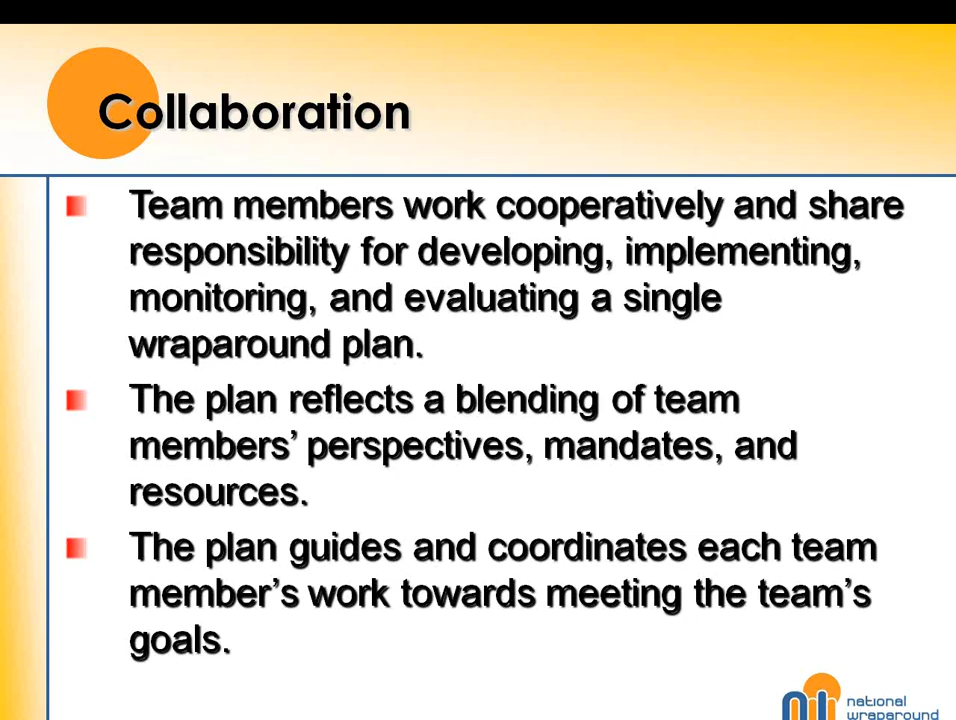 Collaboration
Team members work cooperatively and share
responsibility for developing, implementing,
monitoring, and evaluating a single
wraparound plan.
The plan reflects a blending of team
members’ perspectives, mandates, and
resources.
The plan guides and coordinates each team
member’s work towards meeting the team’s
goals.
national
wraparound